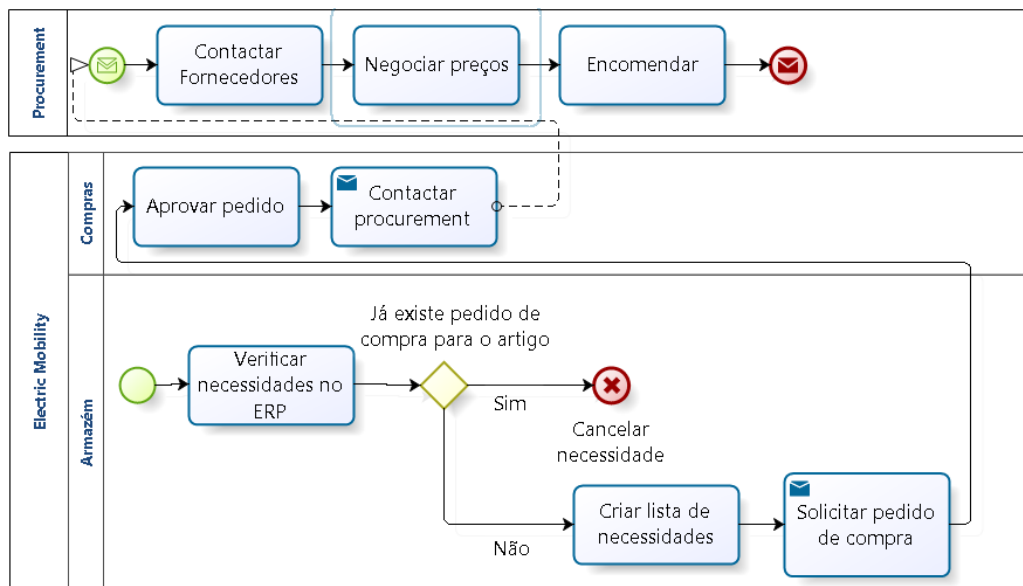 Procurement
Contactar
Fornecedores
Negociar preços
Encomendar
Electric Mobility
Compras
Aprovar pedido
Contactar
procurement
Armazém
Verificar
necessidades no
ERP
Já existe pedido de
compra para o artigo
Sim
Cancelar
necessidade
Não
Criar lista de
necessidades
Solicitar pedido
de compra